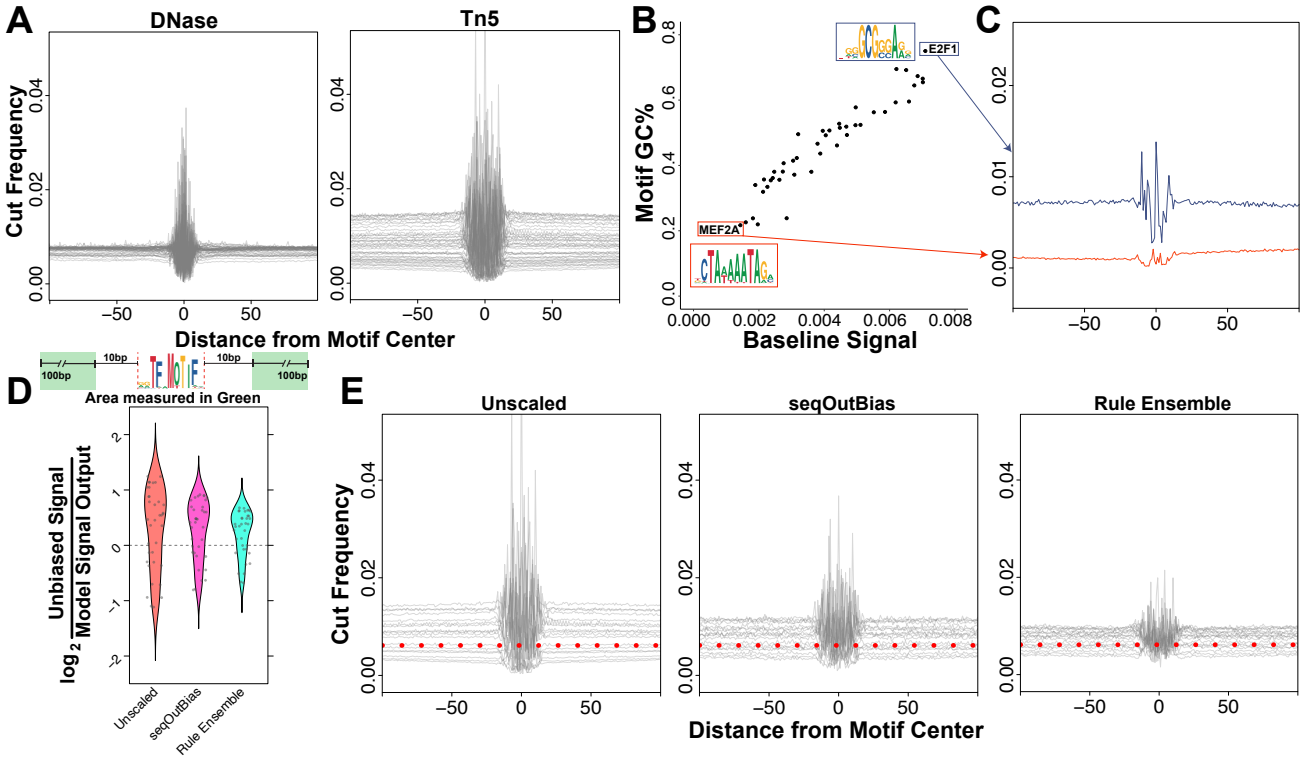 A
DNase
Tn5
Cut Frequency
0.00
0.02
0.04
0.00
0.02
0.04
−50
0
50
−50
0
50
Distance from Motif Center
B
Motif GC%
0.0
0.2
0.4
0.6
0.8
E2F1
MEF2A
CTAAAAATAG
0.000
0.002
0.004
0.006
0.008
Baseline Signal
C
0.00
0.01
0.02
−50
0
50
D
100bp
10bp
TF MOTIF
10bp
100bp
Area measured in Green
log2 Unbiased Signal
Model Signal Output
2
1
0
−1
−2
Unscaled
seqOutBias
Rule Ensemble
E
Unscaled
seqOutBias
Rule Ensemble
Cut Frequency
0.00
0.02
0.04
0.00
0.02
0.04
0.00
0.02
0.04
−50
0
50
−50
0
50
−50
0
50
Distance from Motif Center